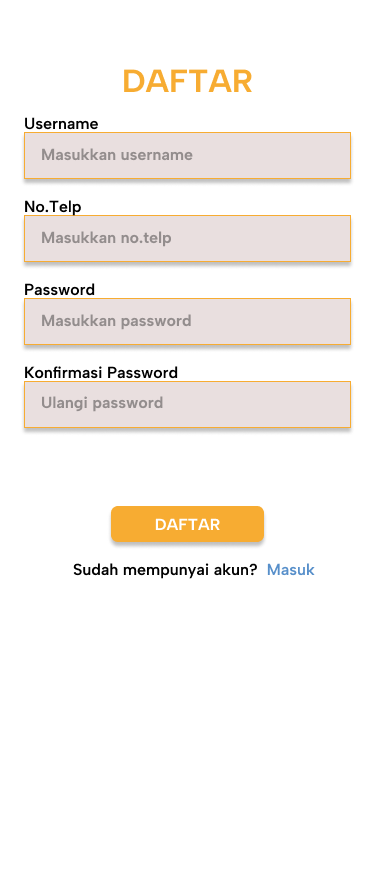 DAFTAR
Username
Masukkan username
No.Telp
Masukkan no.telp
Password
Masukkan password
Konfirmasi Password
Ulangi password
DAFTAR
Sudah mempunyai akun? Masuk